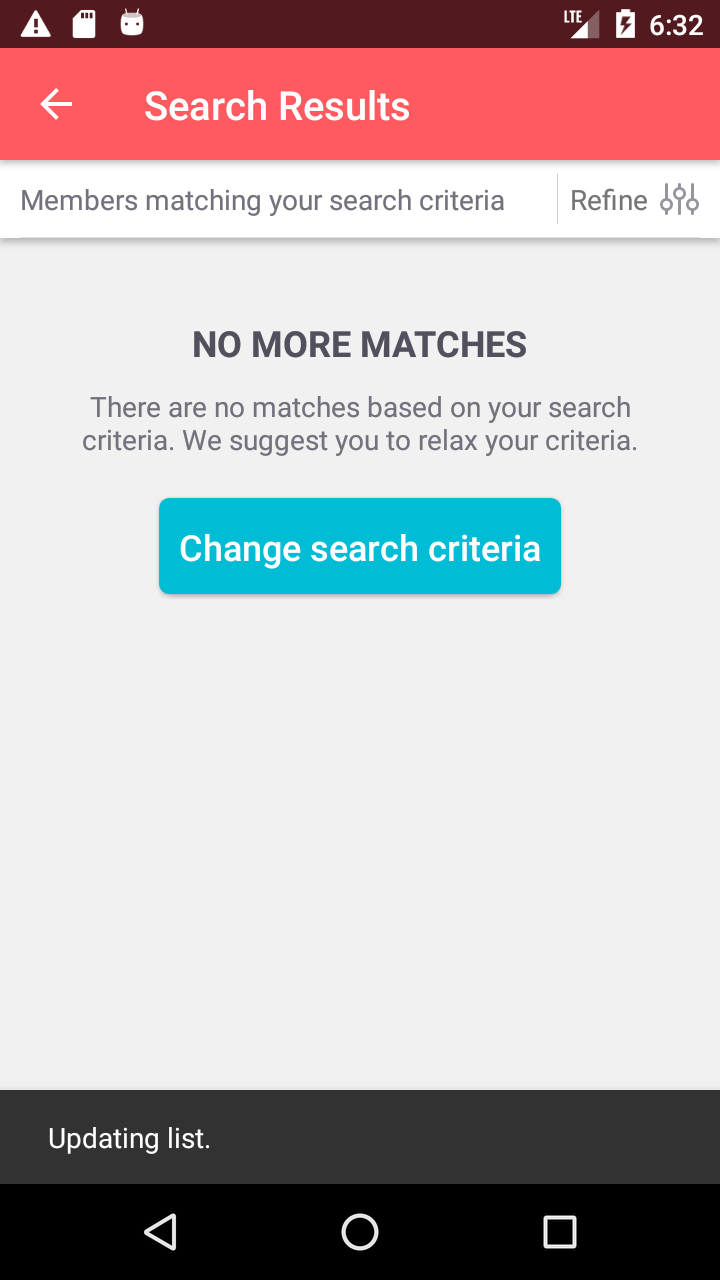 LTE 6:32
Search Results
Members matching your search criteria Refine
NO MORE MATCHES
There are no matches based on your search
criteria. We suggest you to relax your criteria.
Change search criteria
Updating list.